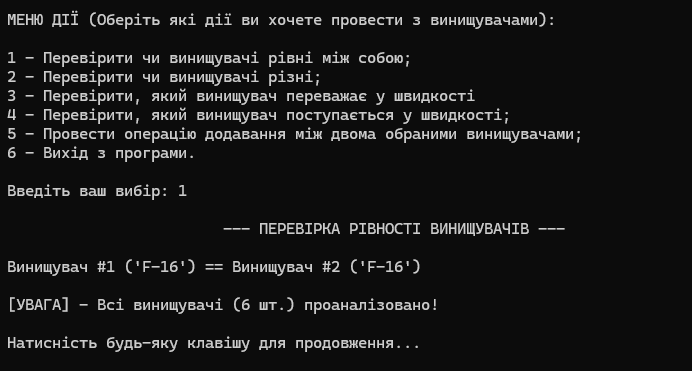 МЕНЮ ДІЇ (Оберіть які дії ви хочете провести з винищувачами):
1 - Перевірити чи винищувачі рівні між собою;
2 - Перевірити чи винищувачі різні;
3 - Перевірити, який винищувач переважає у швидкості
4 - Перевірити, який винищувач поступається у швидкості;
5 - Провести операцію додавання між двома обраними винищувачами;
6 - Вихід з програми.
Введіть ваш вибір: 1
--- ПЕРЕВІРКА РІВНОСТІ ВИНИЩУВАЧІВ ---
Винищувач #1 ('F-16') == Винищувач #2 ('F-16')
[УВАГА] - Всі винищувачі (6 шт.) проаналізовано!
Натисність будь-яку клавішу для продовження...